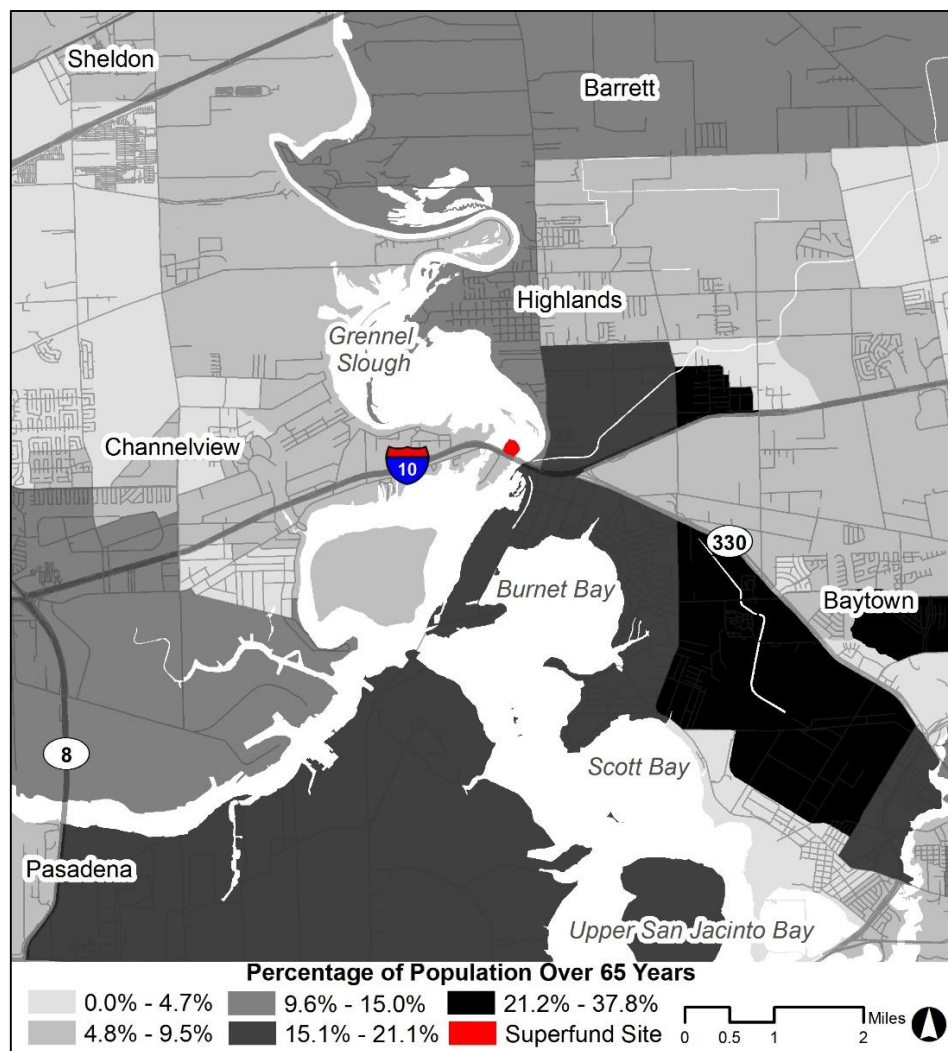 Sheldon
Barrett
Highlands
Grennel
Slough
Channelview
10
330
Burnet Bay
Baytown
8
Scott Bay
Pasadena
Upper San Jacinto Bay
Percentage of Population Over 65 Years
0.0% - 4.7% 9.6% - 15.0% 21.2% - 37.8%
4.8% - 9.5% 15.1% - 21.1% Superfund Site
Miles
0 0.5 1 2